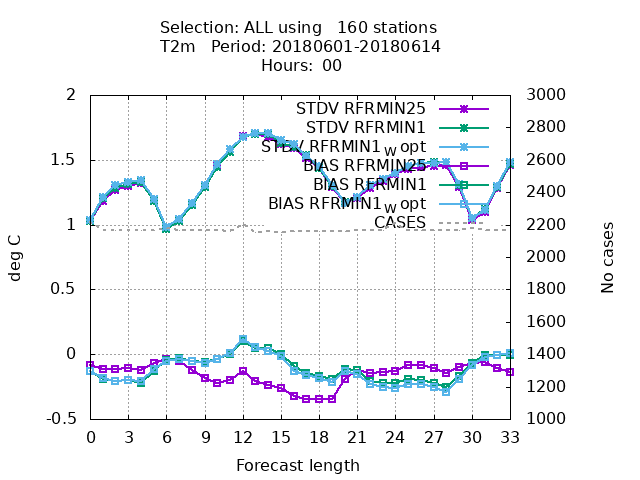 Selection: ALL using   160 stations
T2m   Period: 20180601-20180614
Hours: 00
STDV RFRMIN25
STDV RFRMIN1
STDV RFRMIN1w opt
BIAS RFRMIN25
BIAS RFRMIN1
BIAS RFRMIN1w opt
CASES
deg C
2
1.5
1
0.5
0
-0.5
No cases
3000
2800
2600
2400
2200
2000
1800
1600
1400
1200
1000
0 3 6 9 12 15 18 21 24 27 30 33
Forecast length